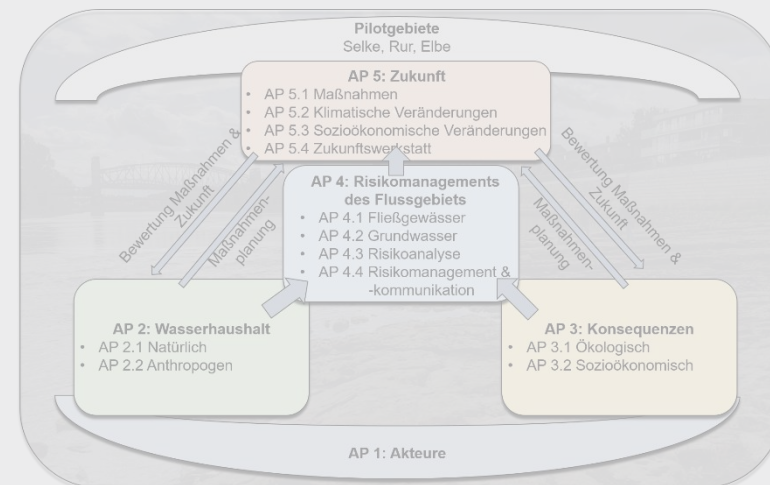 Pilotgebiete
Selke, Rur, Elbe
AP 5: Zukunft
• AP 5.1 Maßnahmen
• AP 5.2 Klimatische Veränderungen
• AP 5.3 Sozioökonomische Veränderungen
• AP 5.4 Zukunftswerkstatt
Bewertung Maßnahmen &
Zukunft
Maßnahmen-
planung
AP 4: Risikomanagements
des Flussgebiets
• AP 4.1 Fließgewässer
• AP 4.2 Grundwasser
• AP 4.3 Risikoanalyse
• AP 4.4 Risikomanagement &
-kommunikation
Bewertung Maßnahmen &
Zukunft
Maßnahmen-
planung
AP 2: Wasserhaushalt
• AP 2.1 Natürlich
• AP 2.2 Anthropogen
AP 3: Konsequenzen
• AP 3.1 Ökologisch
• AP 3.2 Sozioökonomisch
AP 1: Akteure